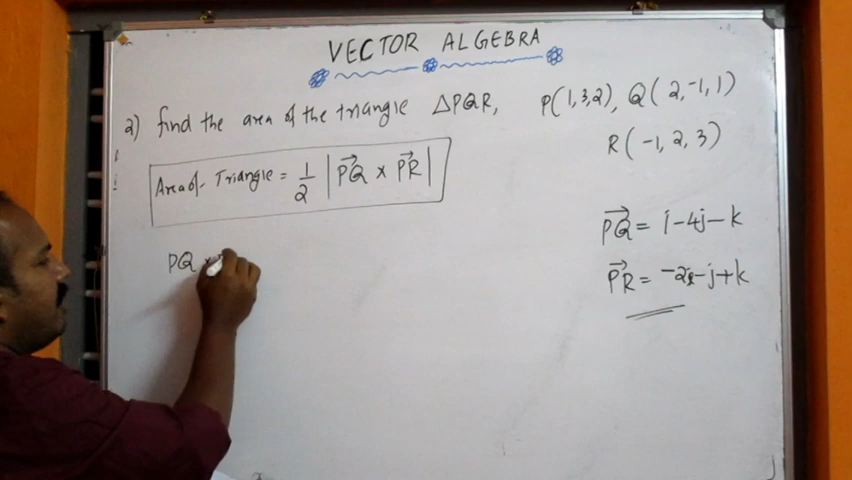 VECTOR ALGEBRA
2) find the area of the triangle ΔPQR, P(1,3,2), Q(2,-1,1)
R(-1,2,3)
Area of Triangle = 1/2 |PQ⃗ × PR⃗|
PQ⃗ = i-4j-k
PR⃗ = -2i-j+k
PQ ×